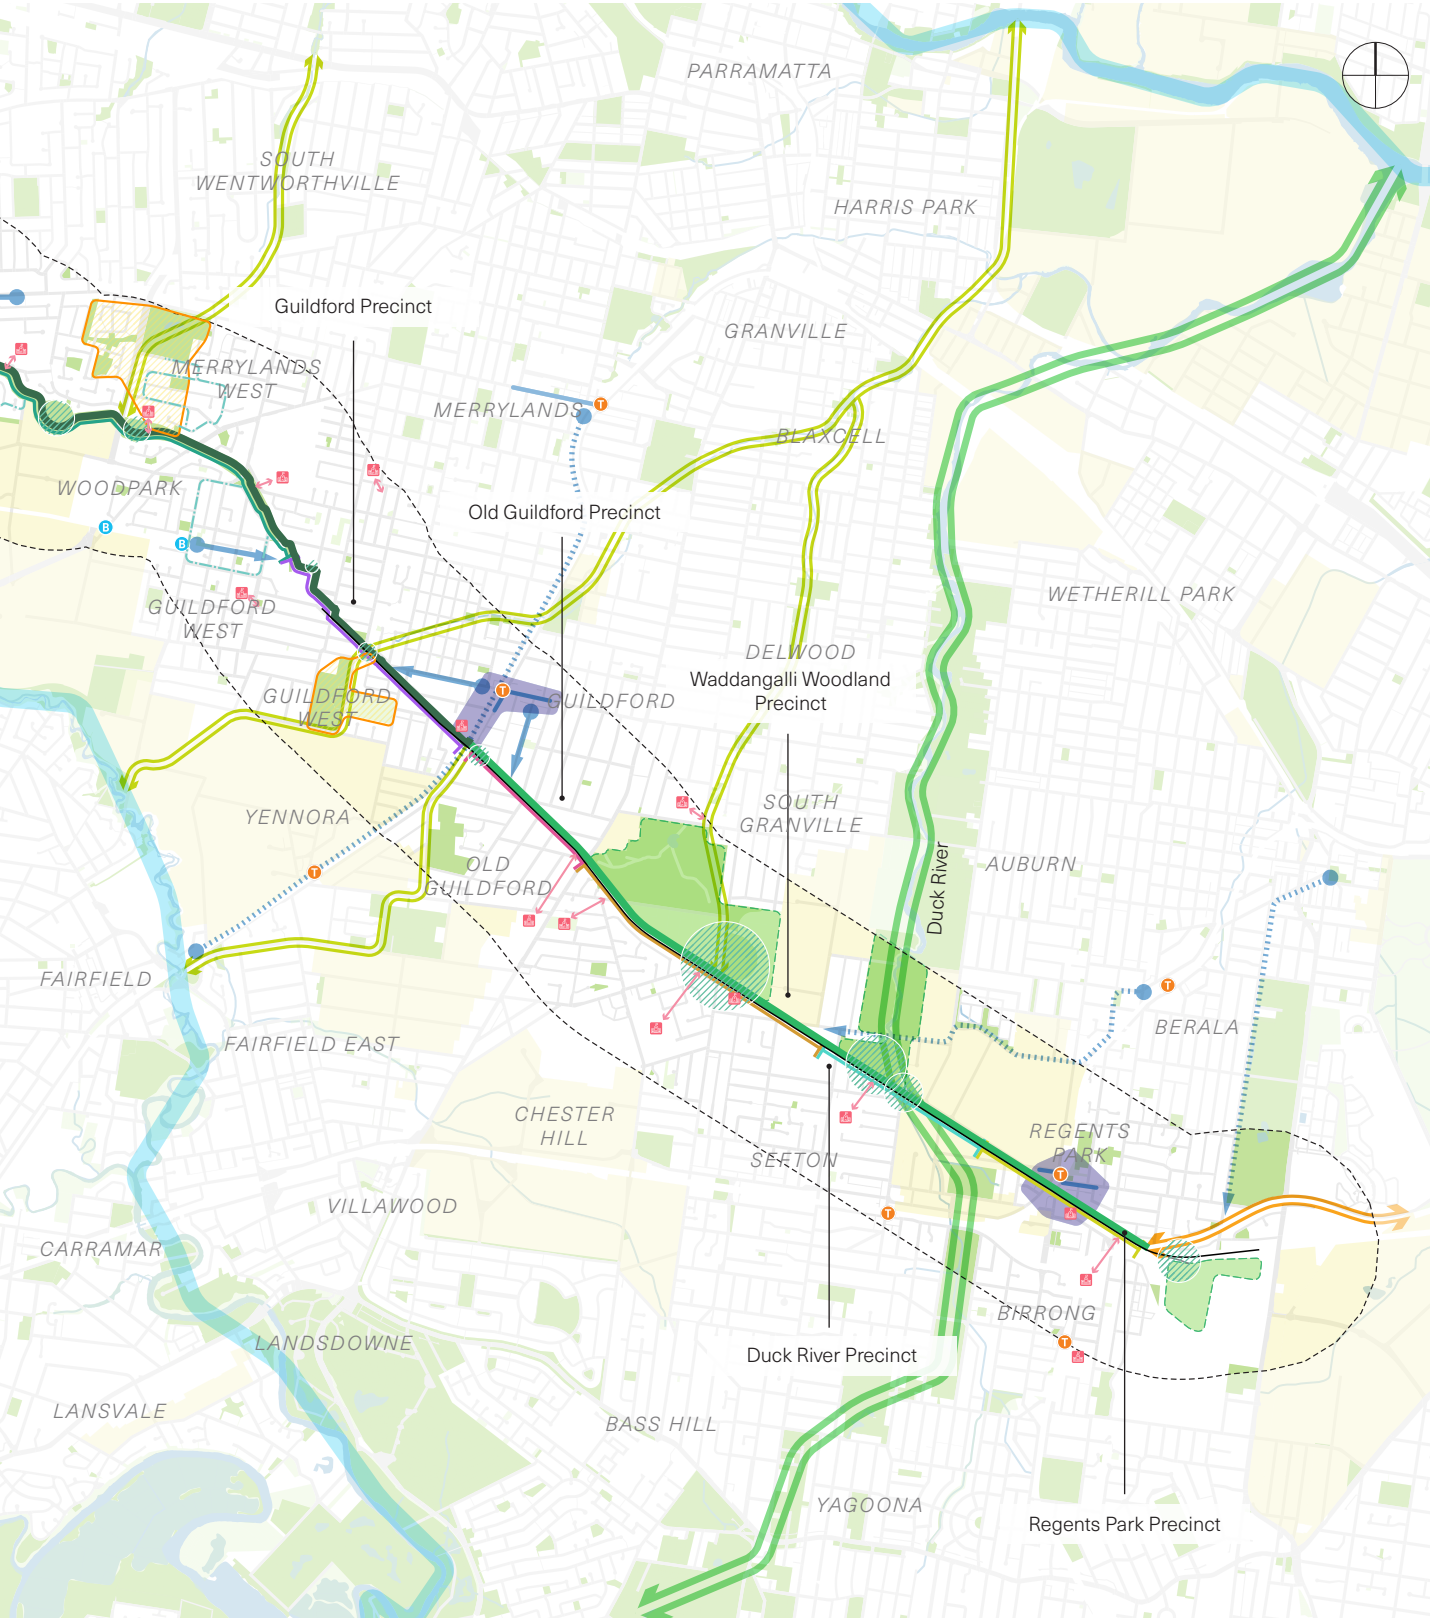 PARRAMATTA
SOUTH
WENTWORTHVILLE
HARRIS PARK
Guildford Precinct
GRANVILLE
MERRYLANDS
WEST
MERRYLANDS
T
BLAXCELL
WOODPARK
Old Guildford Precinct
B
B
WETHERILL PARK
GUILDFORD
WEST
DELWOOD
Waddangalli Woodland
Precinct
GUILDFORD
WEST
T
GUILDFORD
YENNORA
SOUTH
GRANVILLE
OLD
GUILDFORD
T
Duck River
AUBURN
FAIRFIELD
T
BERALA
FAIRFIELD EAST
CHESTER
HILL
REGENTS
PARK
SEFTON
T
VILLAWOOD
T
CARRAMAR
BIRRONG
LANDSDOWNE
T
Duck River Precinct
LANSVALE
BASS HILL
YAGOONA
Regents Park Precinct